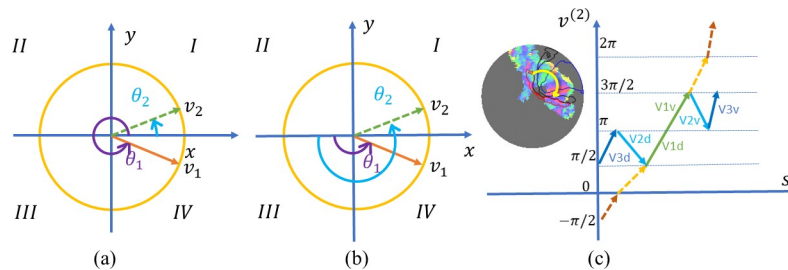 y
II
I
θ₂
v₂
x
θ₁
v₁
III
IV
(a)
y
II
I
θ₂
v₂
x
θ₁
v₁
III
IV
(b)
v⁽²⁾
2π
3π/2
π
π/2
0
−π/2
V3d
V2d
V1d
V1v
V2v
V3v
s
(c)